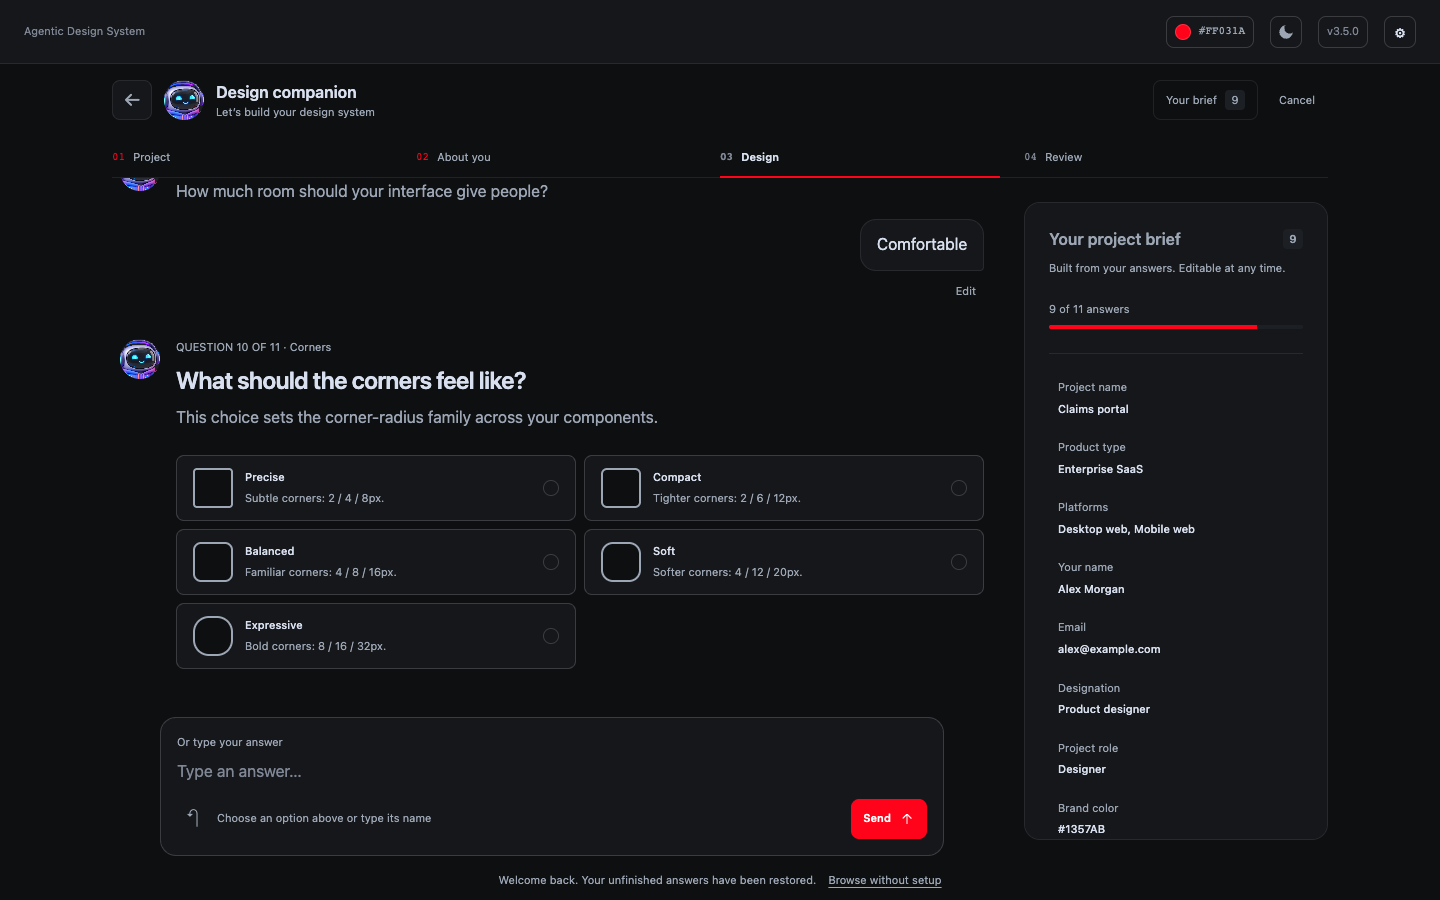 Agentic Design System
#FF031A
v3.5.0
Design companion
Let's build your design system
Your brief 9
Cancel
01 Project
02 About you
03 Design
04 Review
How much room should your interface give people?
Comfortable
Edit
QUESTION 10 OF 11 · Corners
What should the corners feel like?
This choice sets the corner-radius family across your components.
Precise
Subtle corners: 2 / 4 / 8px.
Compact
Tighter corners: 2 / 6 / 12px.
Balanced
Familiar corners: 4 / 8 / 16px.
Soft
Softer corners: 4 / 12 / 20px.
Expressive
Bold corners: 8 / 16 / 32px.
Or type your answer
Type an answer...
Choose an option above or type its name
Send
Welcome back. Your unfinished answers have been restored.
Browse without setup
Your project brief 9
Built from your answers. Editable at any time.
9 of 11 answers
Project name
Claims portal
Product type
Enterprise SaaS
Platforms
Desktop web, Mobile web
Your name
Alex Morgan
Email
alex@example.com
Designation
Product designer
Project role
Designer
Brand color
#1357AB